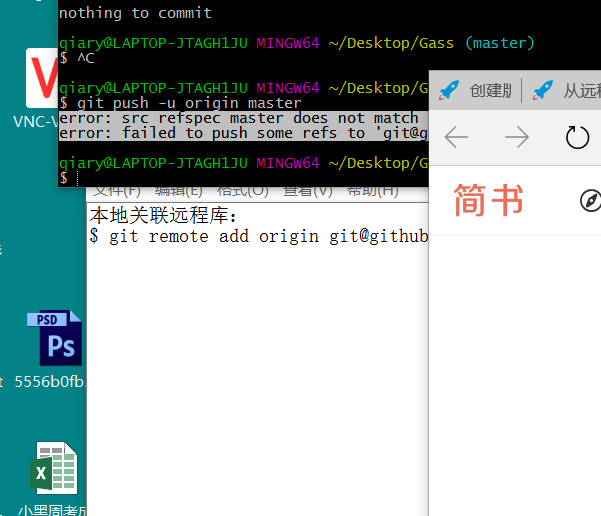 nothing to commit
qiary@LAPTOP-JTAGH1JU MINGW64 ~/Desktop/Gass (master)
$ ^C
qiary@LAPTOP-JTAGH1JU MINGW64 ~/Desktop/G
$ git push -u origin master
error: src refspec master does not match
error: failed to push some refs to 'git@g
qiary@LAPTOP-JTAGH1JU MINGW64 ~/Desktop/G
$
VNC-V
创建版
从远程
文件(F) 编辑(E) 格式(O) 查看(V) 帮助(H)
简书
本地关联远程库:
$ git remote add origin git@github
PSD
Ps
5556b0fb.
X
小黑周考成